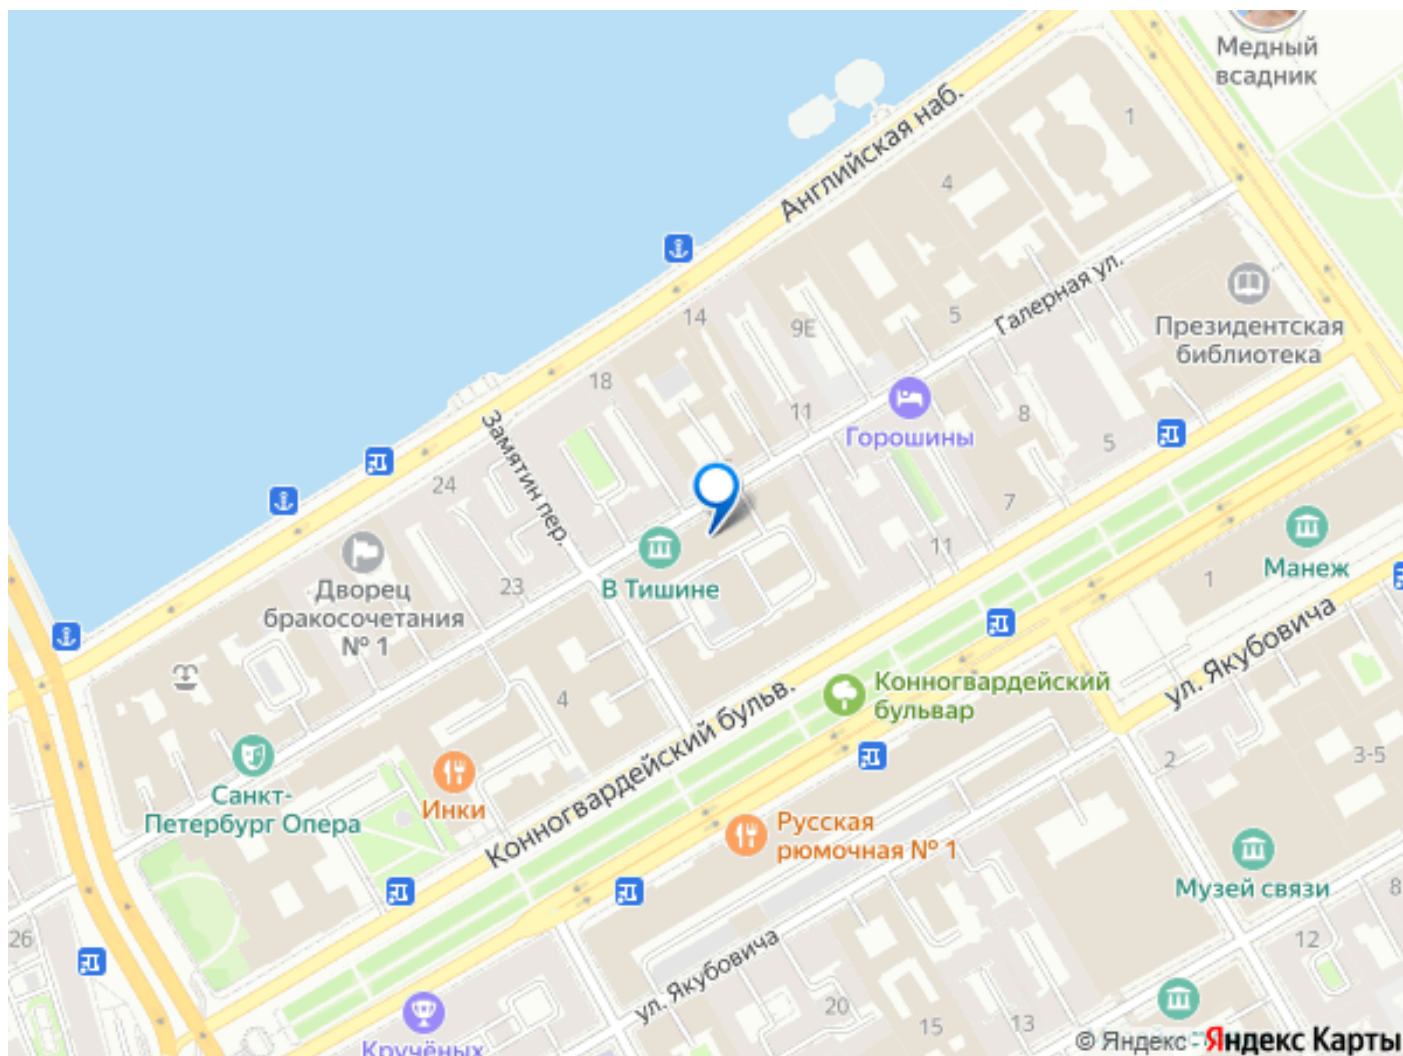 Медный
всадник
1
Английская наб.
4
Галерная ул.
Президентская
библиотека
5
14
9Е
18
11
Горошины
8
5
Замятин пер.
24
7
11
В Тишине
Манеж
1
Дворец
бракосочетания
№ 1
23
ул. Якубовича
Конногвардейский
бульвар
4
Конногвардейский бульв.
2
3-5
Санкт-
Петербург Опера
Инки
Русская
рюмочная № 1
Музей связи
8
26
12
ул. Якубовича
20
15
13
Кручёных
© Яндекс
Яндекс Карты